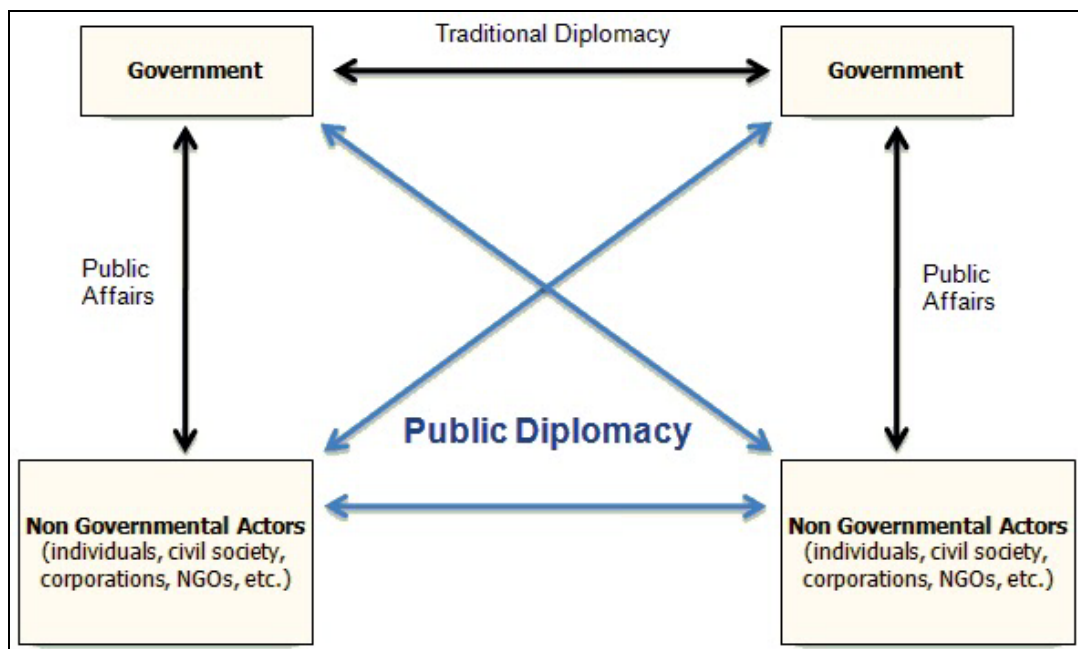 Traditional Diplomacy
Government
Government
Public
Affairs
Public
Affairs
Public Diplomacy
Non Governmental Actors
(individuals, civil society,
corporations, NGOs, etc.)
Non Governmental Actors
(individuals, civil society,
corporations, NGOs, etc.)